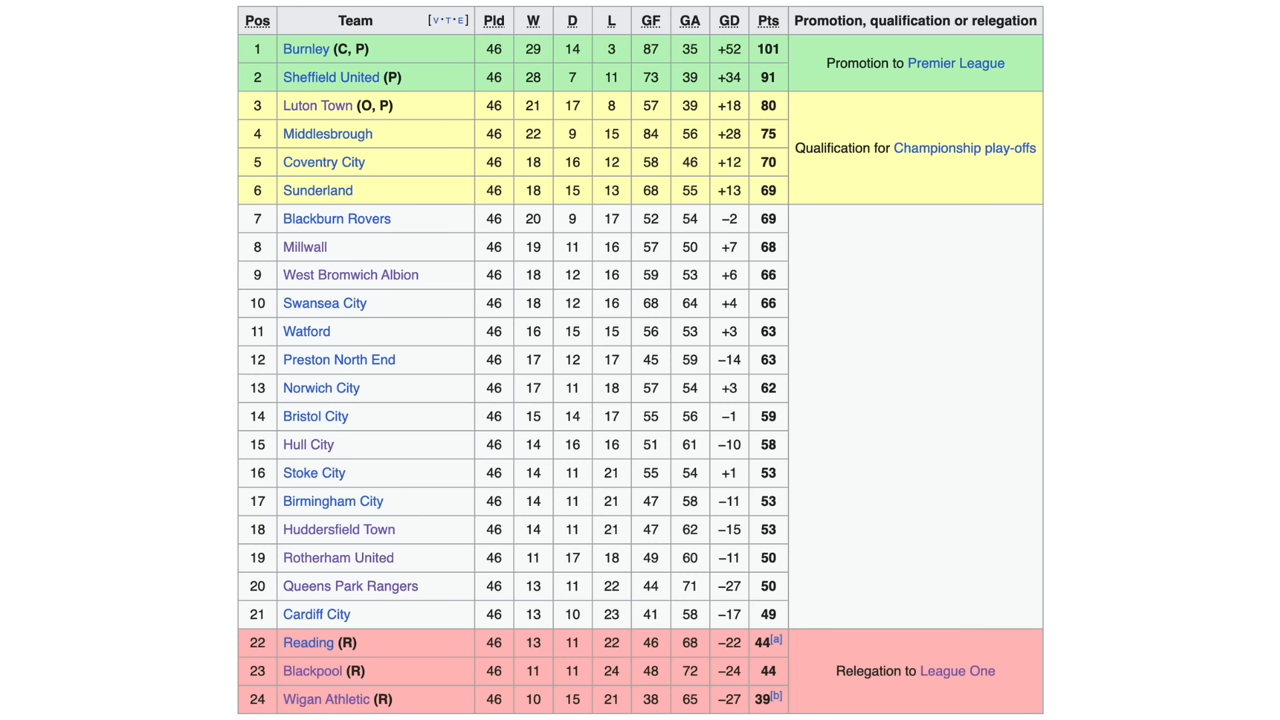 Pos Team [V·T·E] Pld W D L GF GA GD Pts Promotion, qualification or relegation
1 Burnley (C, P) 46 29 14 3 87 35 +52 101 Promotion to Premier League
2 Sheffield United (P) 46 28 7 11 73 39 +34 91
3 Luton Town (O, P) 46 21 17 8 57 39 +18 80 Qualification for Championship play-offs
4 Middlesbrough 46 22 9 15 84 56 +28 75
5 Coventry City 46 18 16 12 58 46 +12 70
6 Sunderland 46 18 15 13 68 55 +13 69
7 Blackburn Rovers 46 20 9 17 52 54 −2 69
8 Millwall 46 19 11 16 57 50 +7 68
9 West Bromwich Albion 46 18 12 16 59 53 +6 66
10 Swansea City 46 18 12 16 68 64 +4 66
11 Watford 46 16 15 15 56 53 +3 63
12 Preston North End 46 17 12 17 45 59 −14 63
13 Norwich City 46 17 11 18 57 54 +3 62
14 Bristol City 46 15 14 17 55 56 −1 59
15 Hull City 46 14 16 16 51 61 −10 58
16 Stoke City 46 14 11 21 55 54 +1 53
17 Birmingham City 46 14 11 21 47 58 −11 53
18 Huddersfield Town 46 14 11 21 47 62 −15 53
19 Rotherham United 46 11 17 18 49 60 −11 50
20 Queens Park Rangers 46 13 11 22 44 71 −27 50
21 Cardiff City 46 13 10 23 41 58 −17 49
22 Reading (R) 46 13 11 22 46 68 −22 44[a] Relegation to League One
23 Blackpool (R) 46 11 11 24 48 72 −24 44
24 Wigan Athletic (R) 46 10 15 21 38 65 −27 39[b]